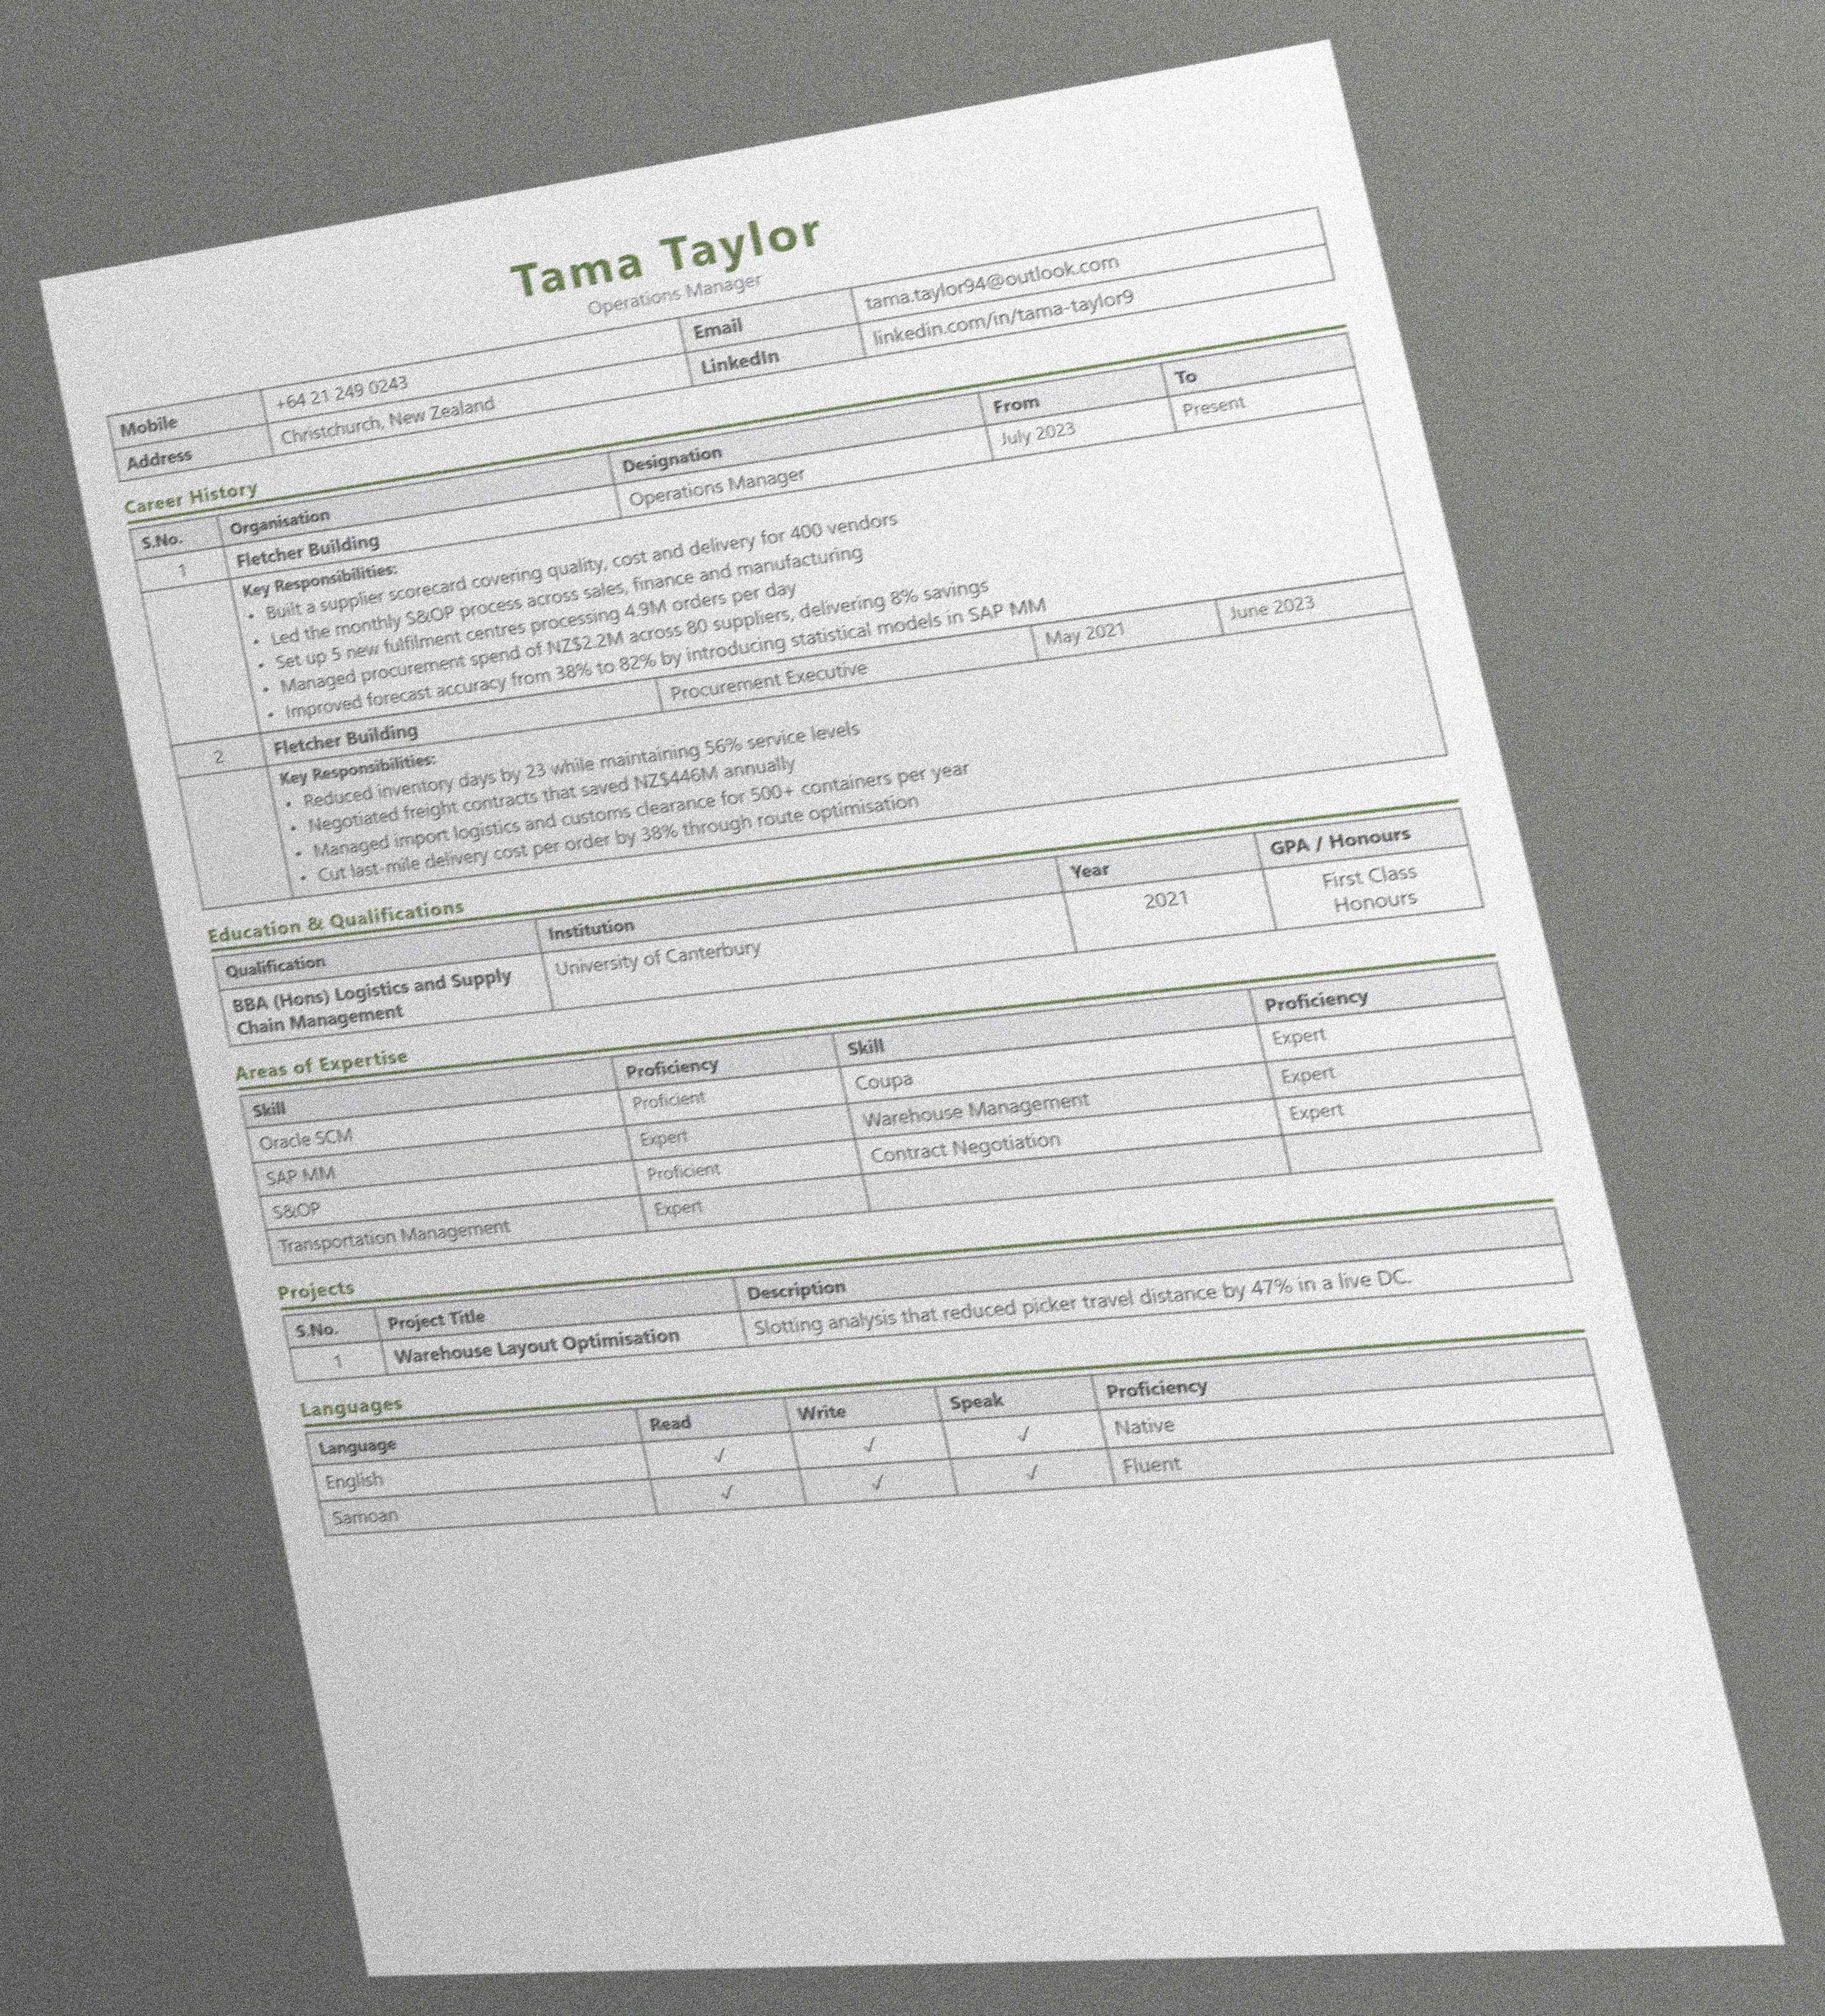 Tama Taylor
Operations Manager
Mobile +64 21 249 0243 Email tama.taylor94@outlook.com
Address Christchurch, New Zealand LinkedIn linkedin.com/in/tama-taylor9
Career History
S.No. Organisation Designation From To
1 Fletcher Building Operations Manager July 2023 Present
Key Responsibilities:
• Built a supplier scorecard covering quality, cost and delivery for 400 vendors
• Led the monthly S&OP process across sales, finance and manufacturing
• Set up 5 new fulfilment centres processing 4.9M orders per day
• Managed procurement spend of NZ$2.2M across 80 suppliers, delivering 8% savings
• Improved forecast accuracy from 38% to 82% by introducing statistical models in SAP MM
2 Fletcher Building Procurement Executive May 2021 June 2023
Key Responsibilities:
• Reduced inventory days by 23 while maintaining 56% service levels
• Negotiated freight contracts that saved NZ$446M annually
• Managed import logistics and customs clearance for 500+ containers per year
• Cut last-mile delivery cost per order by 38% through route optimisation
Education & Qualifications
Qualification Institution Year GPA / Honours
BBA (Hons) Logistics and Supply University of Canterbury 2021 First Class
Chain Management Honours
Areas of Expertise
Skill Proficiency Skill Proficiency
Oracle SCM Proficient Coupa Expert
SAP MM Expert Warehouse Management Expert
S&OP Proficient Contract Negotiation Expert
Transportation Management Expert
Projects
S.No. Project Title Description
1 Warehouse Layout Optimisation Slotting analysis that reduced picker travel distance by 47% in a live DC.
Languages
Language Read Write Speak Proficiency
English ✓ ✓ ✓ Native
Samoan ✓ ✓ ✓ Fluent